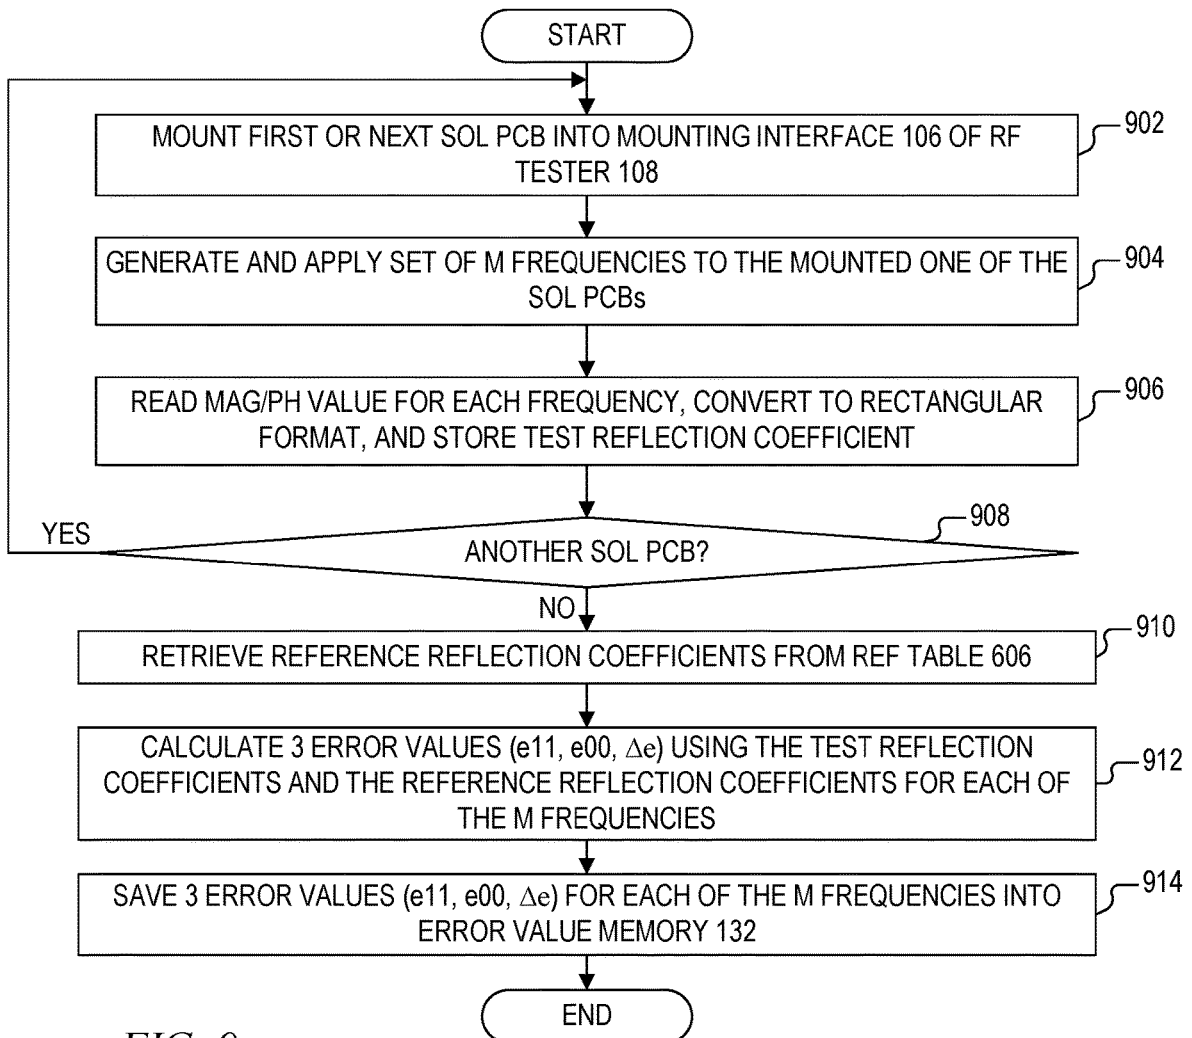 START
MOUNT FIRST OR NEXT SOL PCB INTO MOUNTING INTERFACE 106 OF RF
TESTER 108
902
GENERATE AND APPLY SET OF M FREQUENCIES TO THE MOUNTED ONE OF THE
SOL PCBs
904
READ MAG/PH VALUE FOR EACH FREQUENCY, CONVERT TO RECTANGULAR
FORMAT, AND STORE TEST REFLECTION COEFFICIENT
906
YES
ANOTHER SOL PCB?
908
NO
RETRIEVE REFERENCE REFLECTION COEFFICIENTS FROM REF TABLE 606
910
CALCULATE 3 ERROR VALUES (e11, e00, Δe) USING THE TEST REFLECTION
COEFFICIENTS AND THE REFERENCE REFLECTION COEFFICIENTS FOR EACH OF
THE M FREQUENCIES
912
SAVE 3 ERROR VALUES (e11, e00, Δe) FOR EACH OF THE M FREQUENCIES INTO
ERROR VALUE MEMORY 132
914
END